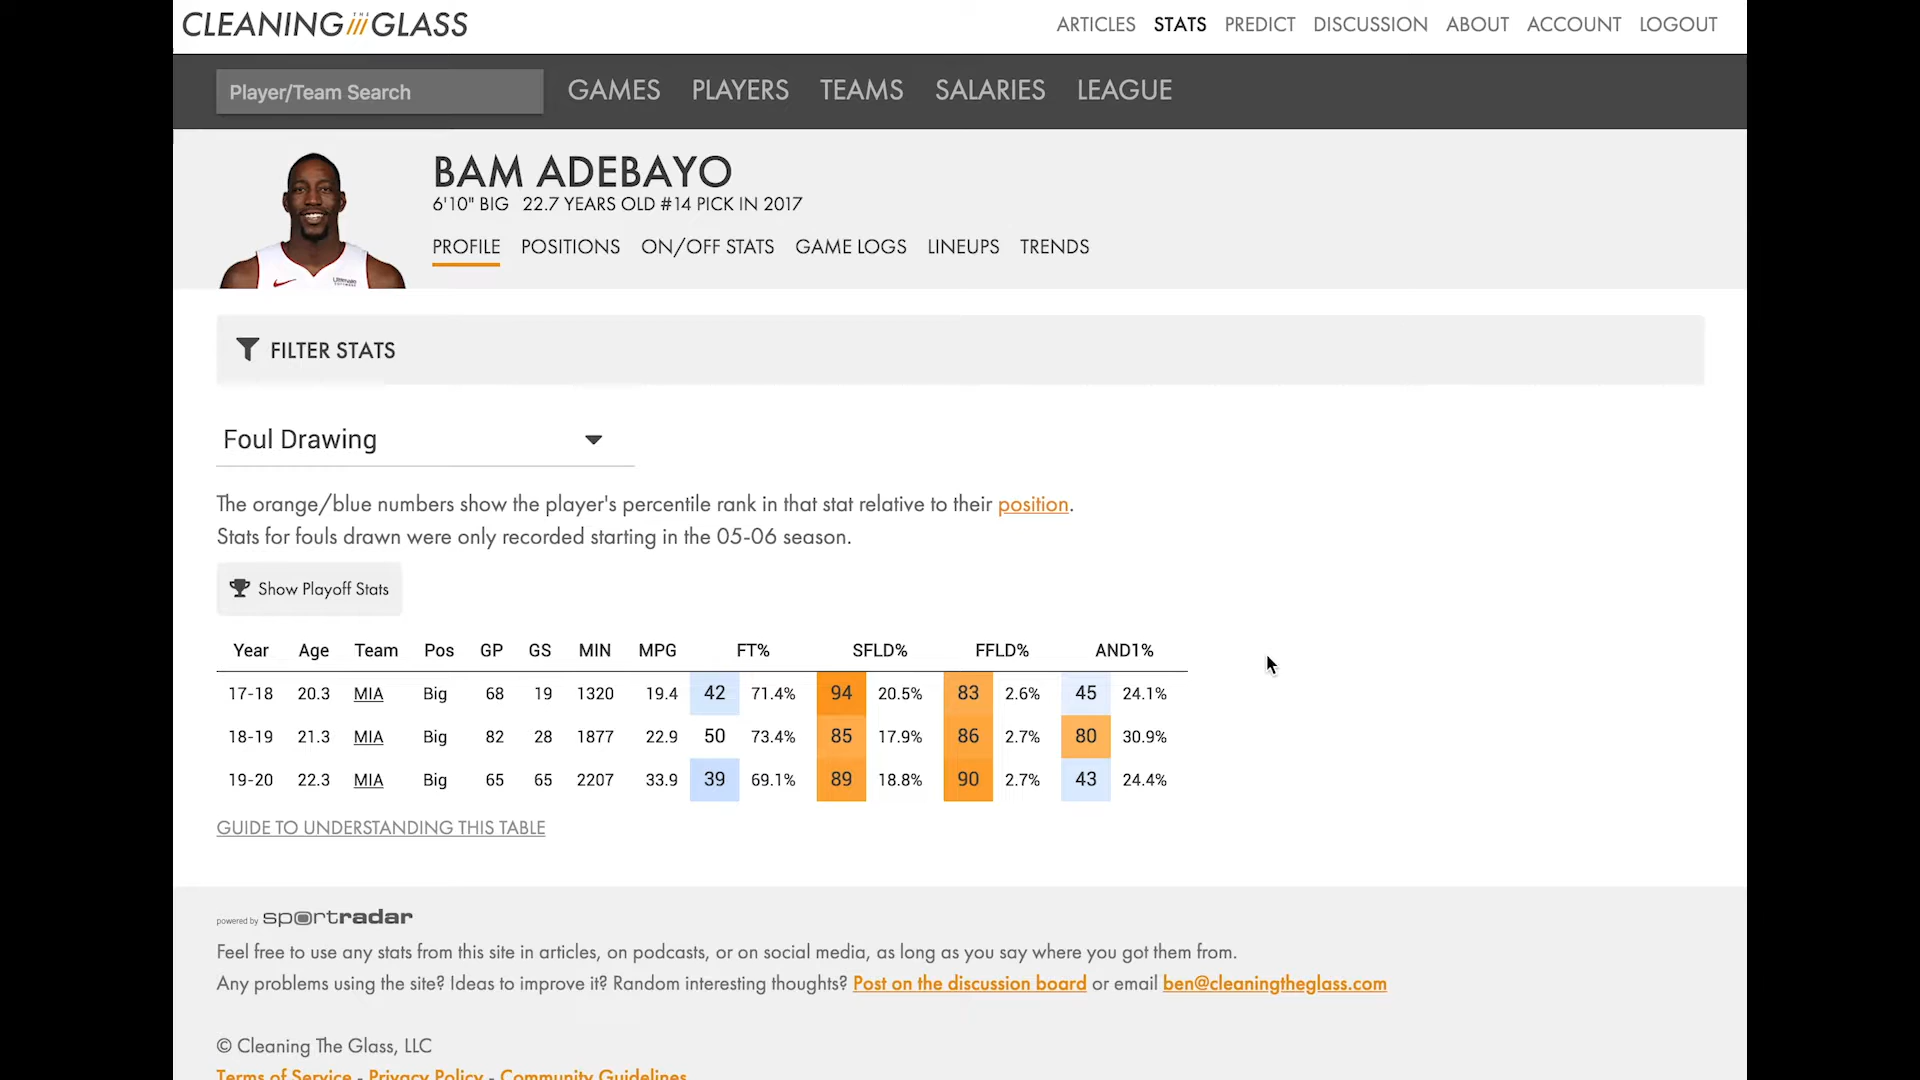 CLEANING THE GLASS
ARTICLES STATS PREDICT DISCUSSION ABOUT ACCOUNT LOGOUT
Player/Team Search GAMES PLAYERS TEAMS SALARIES LEAGUE
BAM ADEBAYO
6'10" BIG 22.7 YEARS OLD #14 PICK IN 2017
PROFILE POSITIONS ON/OFF STATS GAME LOGS LINEUPS TRENDS
FILTER STATS
Foul Drawing
The orange/blue numbers show the player's percentile rank in that stat relative to their position.
Stats for fouls drawn were only recorded starting in the 05-06 season.
Show Playoff Stats
Year Age Team Pos GP GS MIN MPG FT% SFLD% FFLD% AND1%
17-18 20.3 MIA Big 68 19 1320 19.4 42 71.4% 94 20.5% 83 2.6% 45 24.1%
18-19 21.3 MIA Big 82 28 1877 22.9 50 73.4% 85 17.9% 86 2.7% 80 30.9%
19-20 22.3 MIA Big 65 65 2207 33.9 39 69.1% 89 18.8% 90 2.7% 43 24.4%
GUIDE TO UNDERSTANDING THIS TABLE
powered by sportradar
Feel free to use any stats from this site in articles, on podcasts, or on social media, as long as you say where you got them from.
Any problems using the site? Ideas to improve it? Random interesting thoughts? Post on the discussion board or email ben@cleaningtheglass.com
© Cleaning The Glass, LLC
Terms of Service - Privacy Policy - Community Guidelines